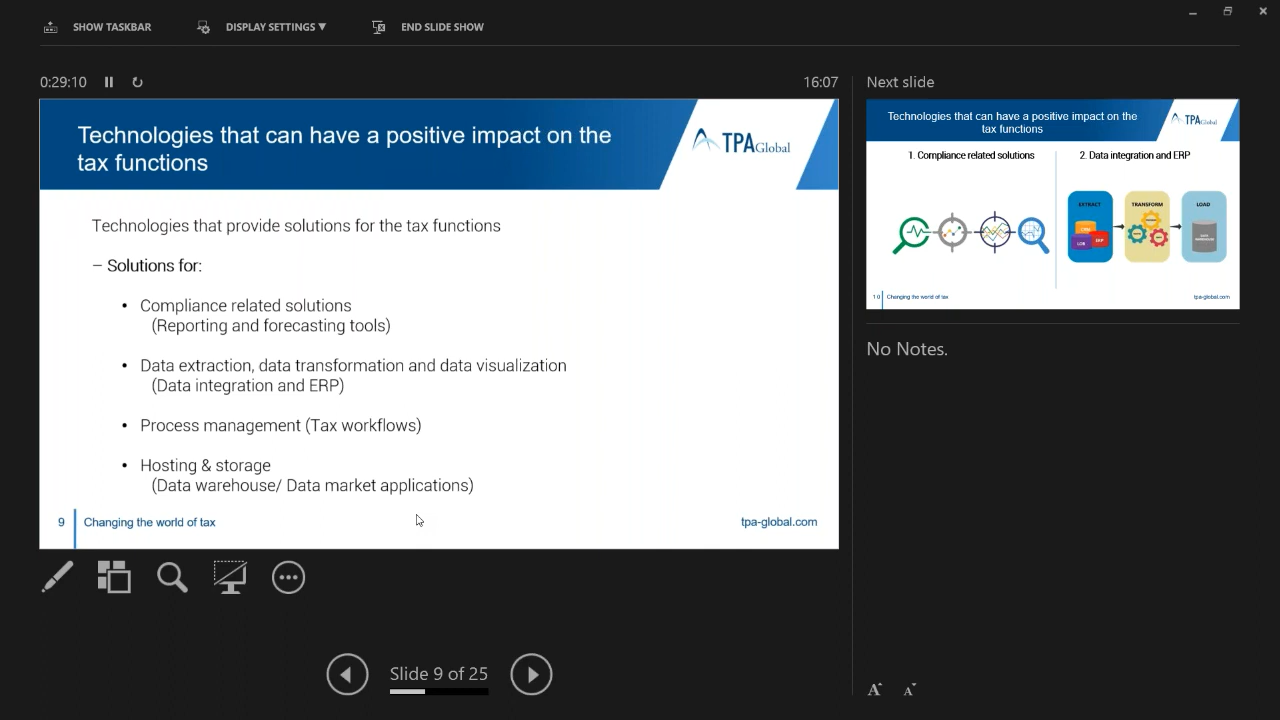 SHOW TASKBAR
DISPLAY SETTINGS ▼
END SLIDE SHOW
0:29:10
16:07
Technologies that can have a positive impact on the
tax functions
TPAGlobal
Technologies that provide solutions for the tax functions
– Solutions for:
• Compliance related solutions
(Reporting and forecasting tools)
• Data extraction, data transformation and data visualization
(Data integration and ERP)
• Process management (Tax workflows)
• Hosting & storage
(Data warehouse/ Data market applications)
9
Changing the world of tax
tpa-global.com
Slide 9 of 25
Next slide
Technologies that can have a positive impact on the
tax functions
TPAGlobal
1. Compliance related solutions
2. Data integration and ERP
EXTRACT
TRANSFORM
LOAD
LOB
ERP
10
Changing the world of tax
tpa-global.com
No Notes.
A
A